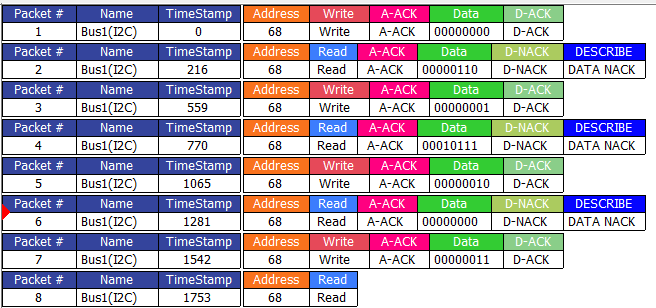 Packet # Name TimeStamp Address Write A-ACK Data D-ACK
1 Bus1(I2C) 0 68 Write A-ACK 00000000 D-ACK
Packet # Name TimeStamp Address Read A-ACK Data D-NACK DESCRIBE
2 Bus1(I2C) 216 68 Read A-ACK 00000110 D-NACK DATA NACK
Packet # Name TimeStamp Address Write A-ACK Data D-ACK
3 Bus1(I2C) 559 68 Write A-ACK 00000001 D-ACK
Packet # Name TimeStamp Address Read A-ACK Data D-NACK DESCRIBE
4 Bus1(I2C) 770 68 Read A-ACK 00010111 D-NACK DATA NACK
Packet # Name TimeStamp Address Write A-ACK Data D-ACK
5 Bus1(I2C) 1065 68 Write A-ACK 00000010 D-ACK
Packet # Name TimeStamp Address Read A-ACK Data D-NACK DESCRIBE
6 Bus1(I2C) 1281 68 Read A-ACK 00000000 D-NACK DATA NACK
Packet # Name TimeStamp Address Write A-ACK Data D-ACK
7 Bus1(I2C) 1542 68 Write A-ACK 00000011 D-ACK
Packet # Name TimeStamp Address Read
8 Bus1(I2C) 1753 68 Read